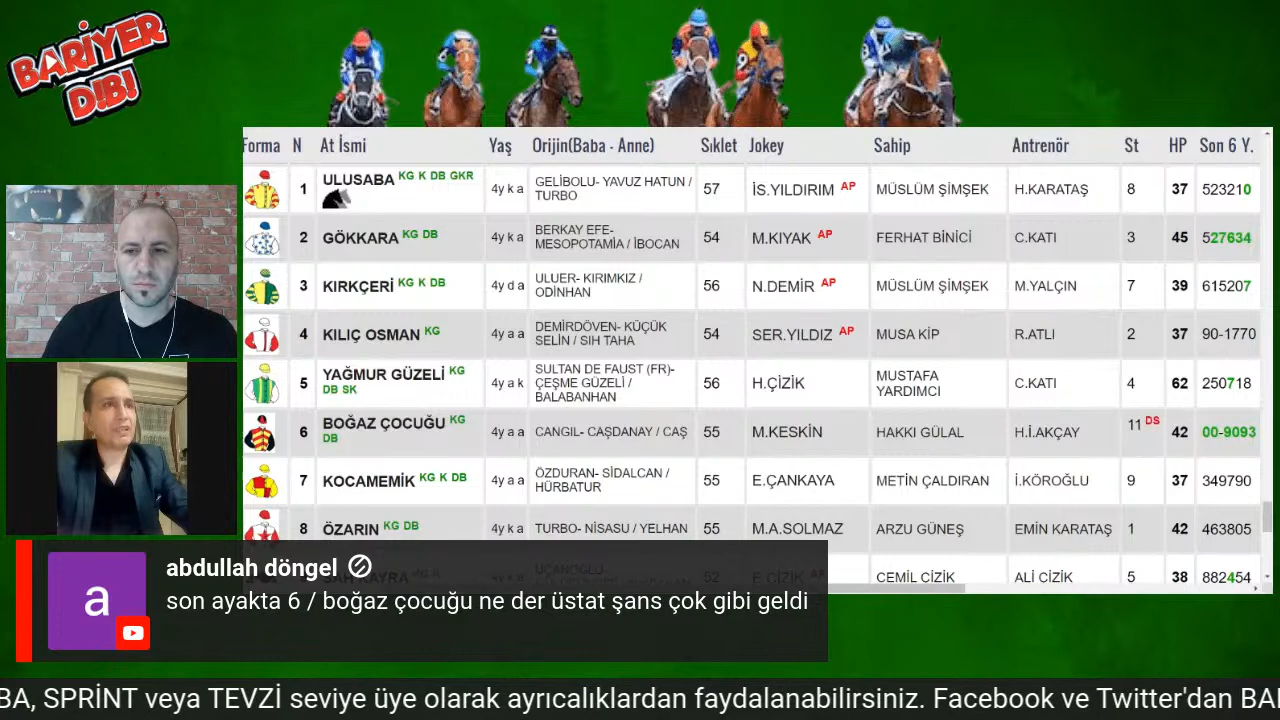 BARİYER
DİBİ
Forma N At İsmi Yaş Orijin(Baba - Anne) Sıklet Jokey Sahip Antrenör St HP Son 6 Y.
1 ULUSABA KG K DB GKR 4y k a GELİBOLU- YAVUZ HATUN / TURBO 57 İS.YILDIRIM AP MÜSLÜM ŞİMŞEK H.KARATAŞ 8 37 523210
2 GÖKKARA KG DB 4y k a BERKAY EFE- MESOPOTAMİA / İBOCAN 54 M.KIYAK AP FERHAT BİNİCİ C.KATI 3 45 527634
3 KIRKÇERİ KG K DB 4y d a ULUER- KIRIMKIZ / ODİNHAN 56 N.DEMİR AP MÜSLÜM ŞİMŞEK M.YALÇIN 7 39 615207
4 KILIÇ OSMAN KG 4y a a DEMİRDÖVEN- KÜÇÜK SELİN / SIH TAHA 54 SER.YILDIZ AP MUSA KİP R.ATLI 2 37 90-1770
5 YAĞMUR GÜZELİ KG DB SK 4y a k SULTAN DE FAUST (FR)- ÇEŞME GÜZELİ / BALABANHAN 56 H.ÇİZİK MUSTAFA YARDIMCI C.KATI 4 62 250718
6 BOĞAZ ÇOCUĞU KG DB 4y a a CANGIL- CAŞDANAY / CAŞ 55 M.KESKİN HAKKI GÜLAL H.İ.AKÇAY 11 DS 42 00-9093
7 KOCAMEMİK KG K DB 4y a a ÖZDURAN- SİDALCAN / HÜRBATUR 55 E.ÇANKAYA METİN ÇALDIRAN İ.KÖROĞLU 9 37 349790
8 ÖZARIN KG DB 4y k a TURBO- NİSASU / YELHAN 55 M.A.SOLMAZ ARZU GÜNEŞ EMİN KARATAŞ 1 42 463805
52 E.ÇİZİK AP CEMİL CİZİK ALİ CİZİK 5 38 882454
a
abdullah döngel
son ayakta 6 / boğaz çocuğu ne der üstat şans çok gibi geldi
BA, SPRİNT veya TEVZİ seviye üye olarak ayrıcalıklardan faydalanabilirsiniz. Facebook ve Twitter'dan BA